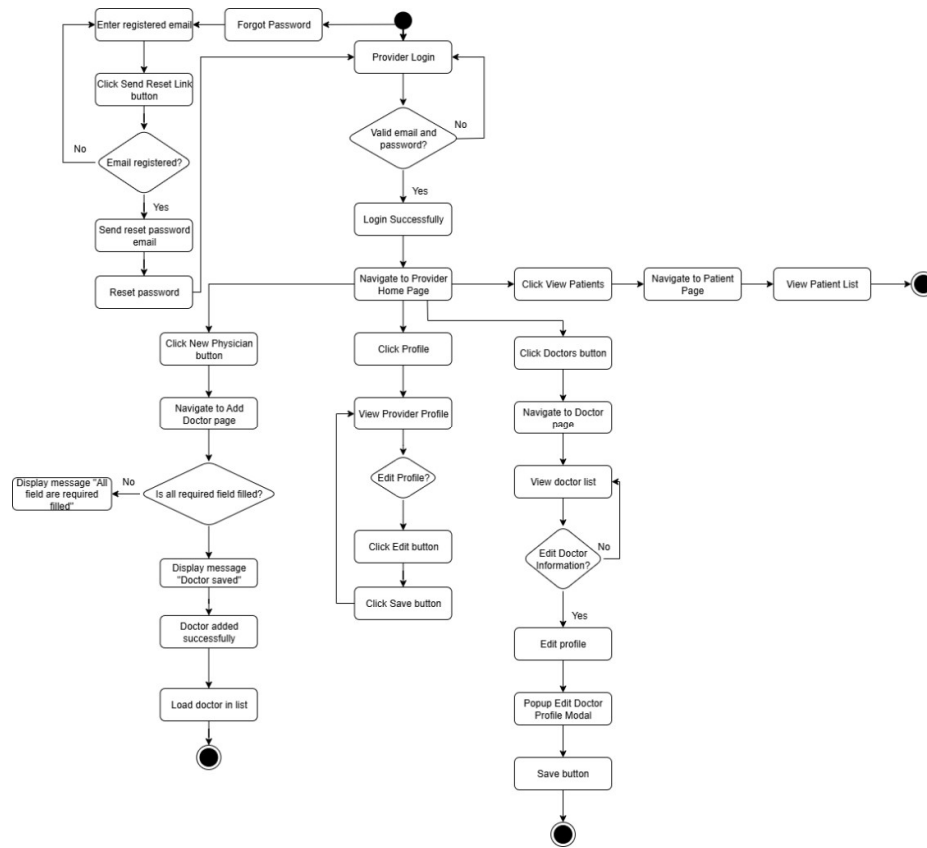 Enter registered email
Forgot Password
Provider Login
Click Send Reset Link
button
No
Valid email and
password?
No
Email registered?
Yes
Yes
Send reset password
email
Login Successfully
Reset password
Navigate to Provider
Home Page
Click View Patients
Navigate to Patient
Page
View Patient List
Click New Physician
button
Click Profile
Click Doctors button
Navigate to Add
Doctor page
View Provider Profile
Navigate to Doctor
page
Display message "All
field are required
filled"
No
Is all required field filled?
Edit Profile?
View doctor list
Display message
"Doctor saved"
Click Edit button
Edit Doctor
Information?
No
Click Save button
Yes
Doctor added
successfully
Edit profile
Load doctor in list
Popup Edit Doctor
Profile Modal
Save button